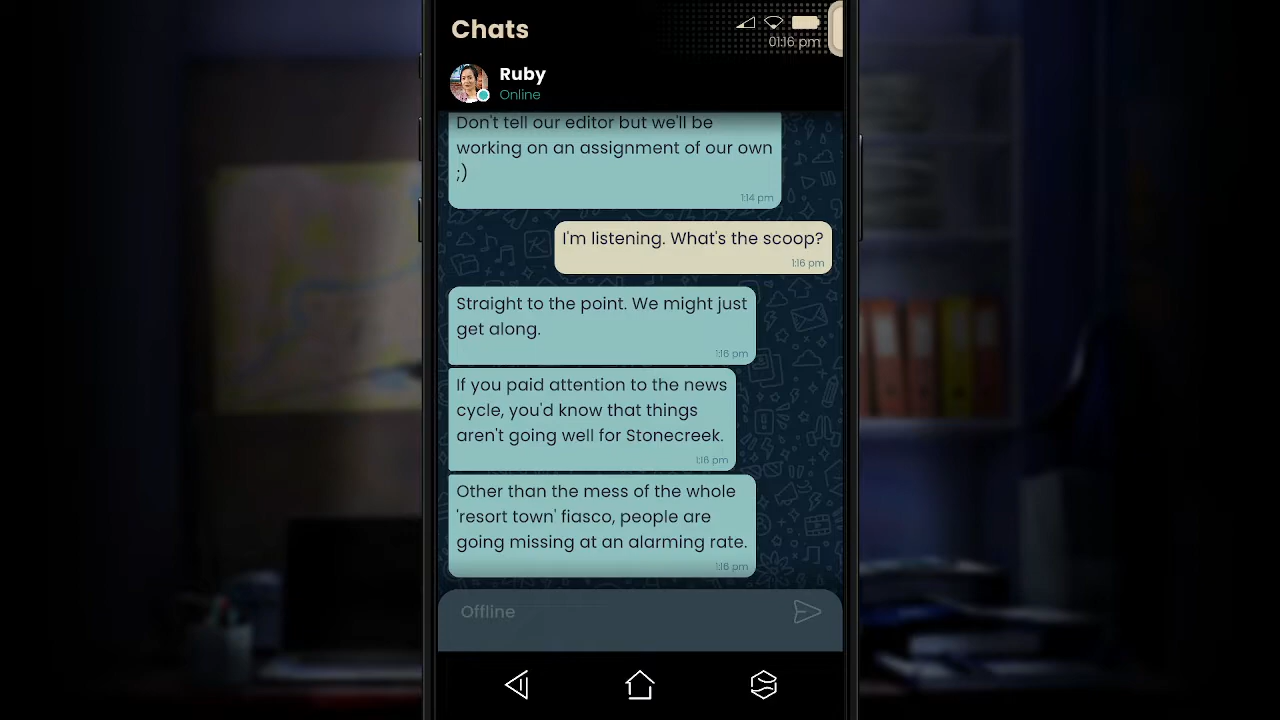 Chats
01:16 pm
Ruby
Online
Don't tell our editor but we'll be
working on an assignment of our own
;)
1:14 pm
I'm listening. What's the scoop?
1:16 pm
Straight to the point. We might just
get along.
1:16 pm
If you paid attention to the news
cycle, you'd know that things
aren't going well for Stonecreek.
1:16 pm
Other than the mess of the whole
'resort town' fiasco, people are
going missing at an alarming rate.
1:16 pm
Offline